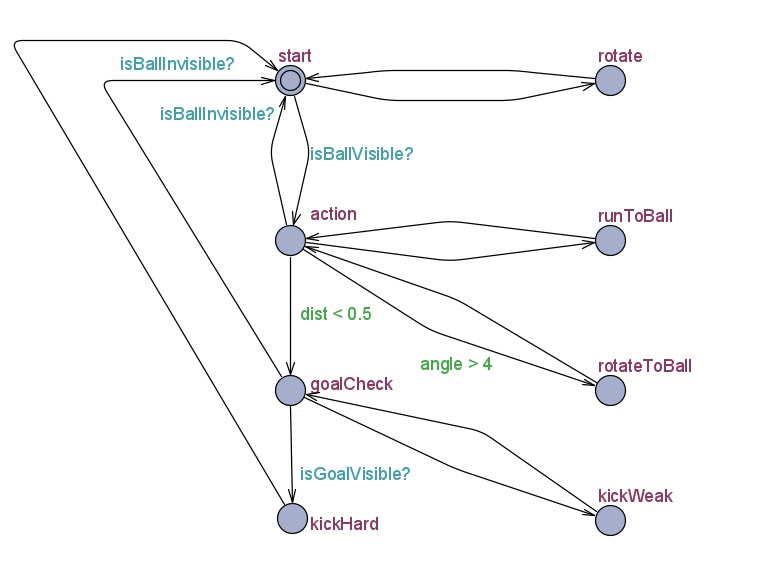 start
rotate
isBallInvisible?
isBallInvisible?
isBallVisible?
action
runToBall
dist < 0.5
angle > 4
rotateToBall
goalCheck
isGoalVisible?
kickWeak
kickHard